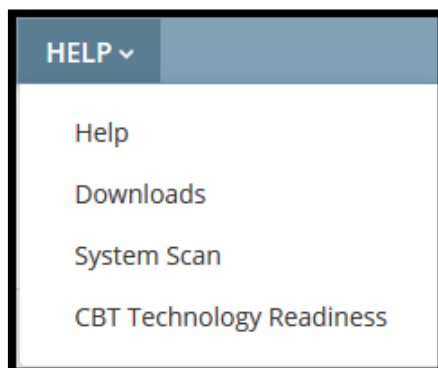 HELP
Help
Downloads
System Scan
CBT Technology Readiness